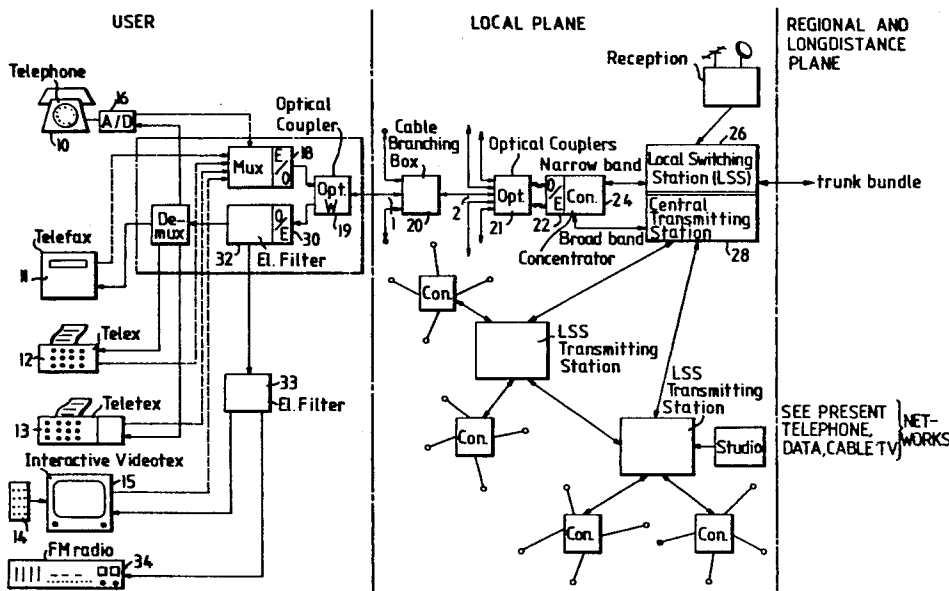 USER
LOCAL PLANE
REGIONAL AND
LONGDISTANCE
PLANE
Telephone
16
A/D
10
Optical
Coupler
Mux
E/O
18
Opt.
W
19
De-
mux
O/E
30
32
El. Filter
Telefax
11
Telex
12
33
El. Filter
Teletex
13
Interactive Videotex
15
14
FM radio
34
Cable
Branching
Box
1
20
2
Optical Couplers
Opt.
21
O/E
22
Con.
24
Narrow band
Broad band
Concentrator
Reception
26
Local Switching
Station (LSS)
Central
Transmitting
Station
28
trunk bundle
Con.
LSS
Transmitting
Station
Con.
LSS
Transmitting
Station
Studio
Con.
Con.
SEE PRESENT
TELEPHONE,
DATA, CABLE TV
NET-
WORKS